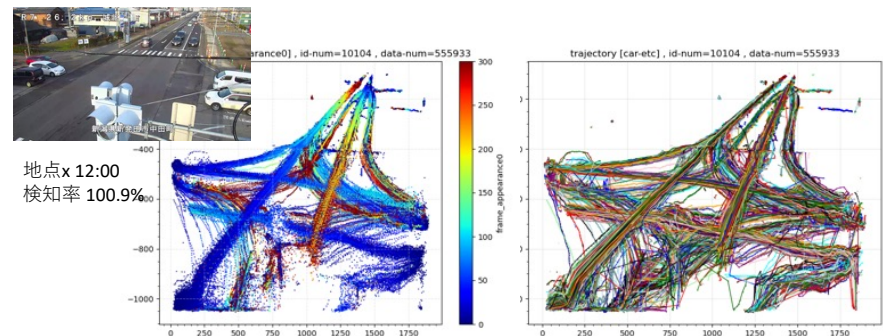 地点x 12:00
検知率 100.9%
arance0] , id-num=10104 , data-num=555933
trajectory [car-etc] , id-num=10104 , data-num=555933
300
250
200
150
100
50
0
frame_appearance0
−400
−600
−800
−1000
0 250 500 750 1000 1250 1500 1750
0 250 500 750 1000 1250 1500 1750